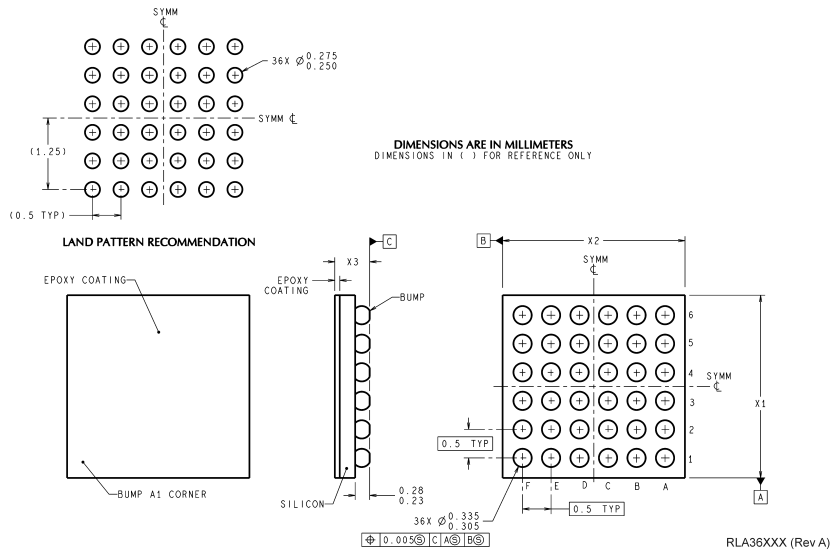 SYMM
℄
36X Ø 0.275
0.250
SYMM ℄
(1.25)
(0.5 TYP)
DIMENSIONS ARE IN MILLIMETERS
DIMENSIONS IN ( ) FOR REFERENCE ONLY
LAND PATTERN RECOMMENDATION
EPOXY COATING
BUMP A1 CORNER
C
X3
EPOXY
COATING
BUMP
SILICON
0.28
0.23
B
X2
SYMM
℄
6
5
4
SYMM
℄
3
X1
2
0.5 TYP
1
F E D C B A
A
0.5 TYP
36X Ø 0.335
0.305
⌖ 0.005Ⓢ C AⓈ BⓈ
RLA36XXX (Rev A)